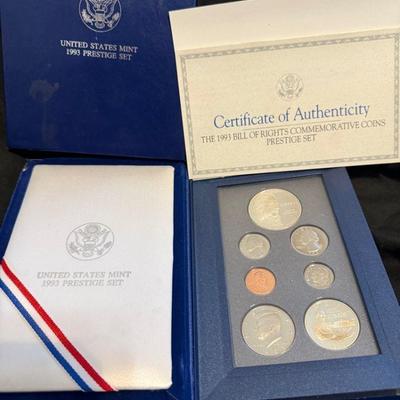 UNITED STATES MINT
1993 PRESTIGE SET
Certificate of Authenticity
THE 1993 BILL OF RIGHTS COMMEMORATIVE COINS
PRESTIGE SET
UNITED STATES MINT
1993 PRESTIGE SET